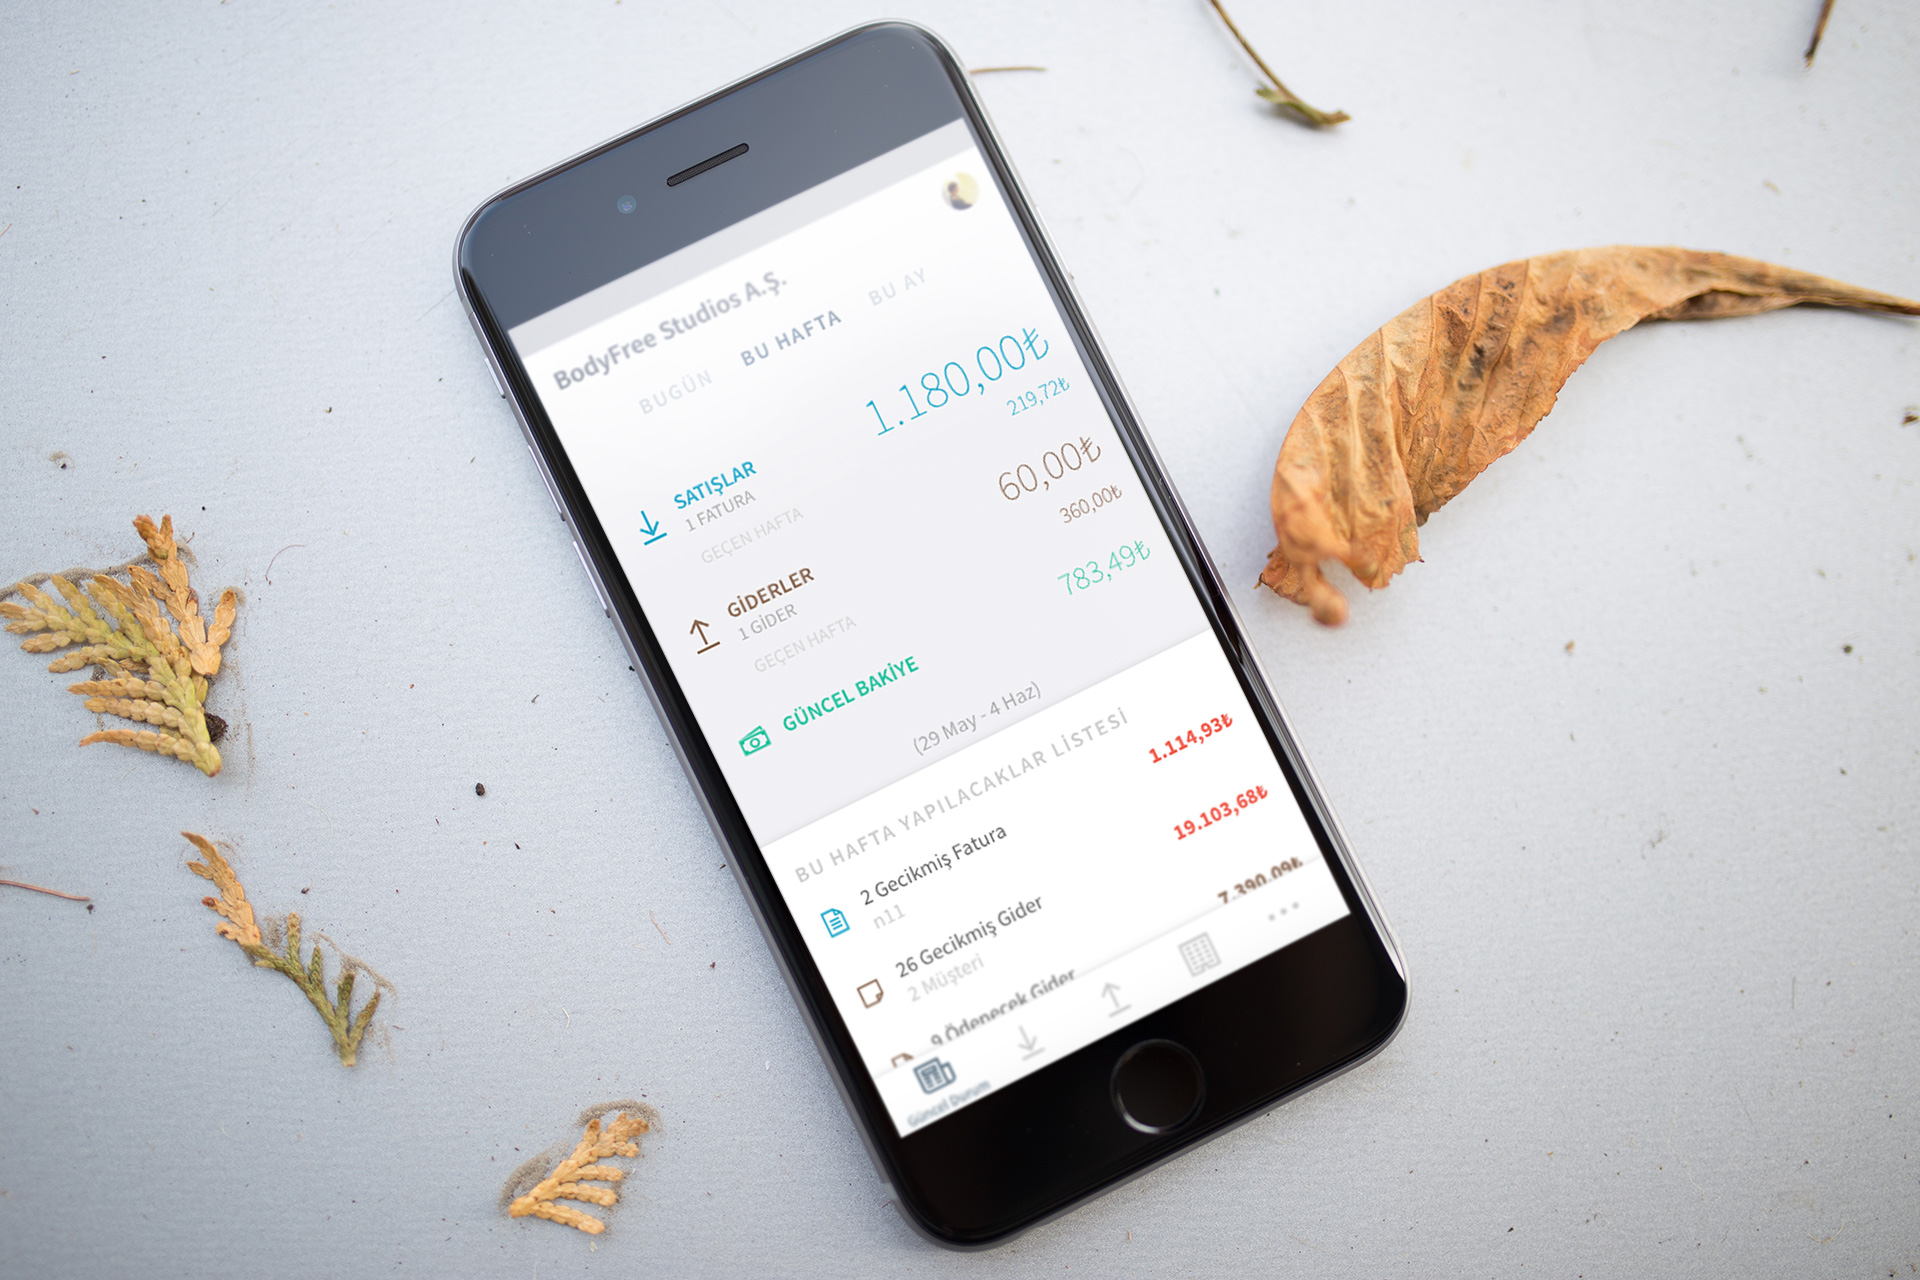 BodyFree Studios A.Ş.
BUGÜN BU HAFTA BU AY
SATIŞLAR 1.180,00₺
1 FATURA 219,72₺
GEÇEN HAFTA
GİDERLER 60,00₺
1 GİDER 360,00₺
GEÇEN HAFTA
GÜNCEL BAKİYE 783,49₺
(29 May - 4 Haz)
BU HAFTA YAPILACAKLAR LİSTESİ
2 Gecikmiş Fatura 1.114,93₺
n11
26 Gecikmiş Gider 19.103,68₺
2 Müşteri
9 Ödenecek Gider 7.390,09₺
Güncel Durum